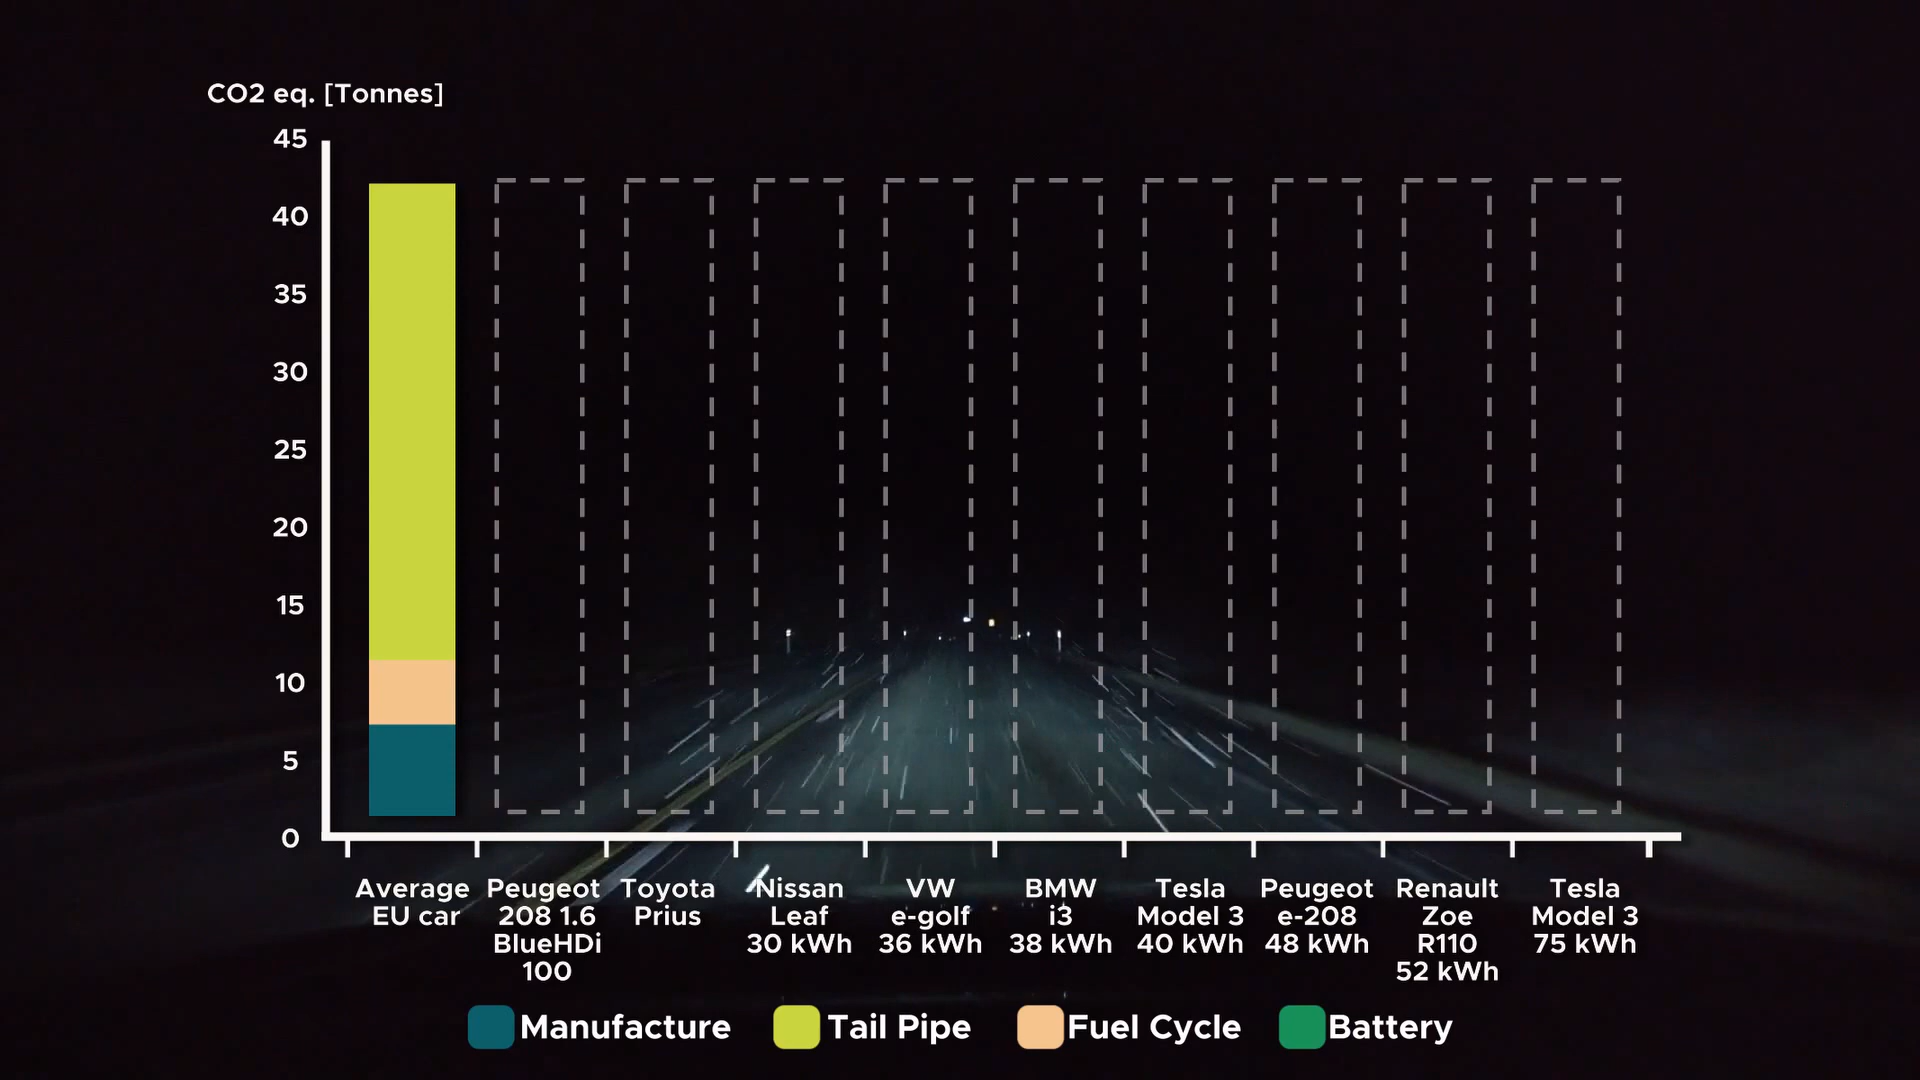 CO2 eq. [Tonnes]
45
40
35
30
25
20
15
10
5
0
Average
EU car
Peugeot
208 1.6
BlueHDi
100
Toyota
Prius
Nissan
Leaf
30 kWh
VW
e-golf
36 kWh
BMW
i3
38 kWh
Tesla
Model 3
40 kWh
Peugeot
e-208
48 kWh
Renault
Zoe
R110
52 kWh
Tesla
Model 3
75 kWh
Manufacture
Tail Pipe
Fuel Cycle
Battery